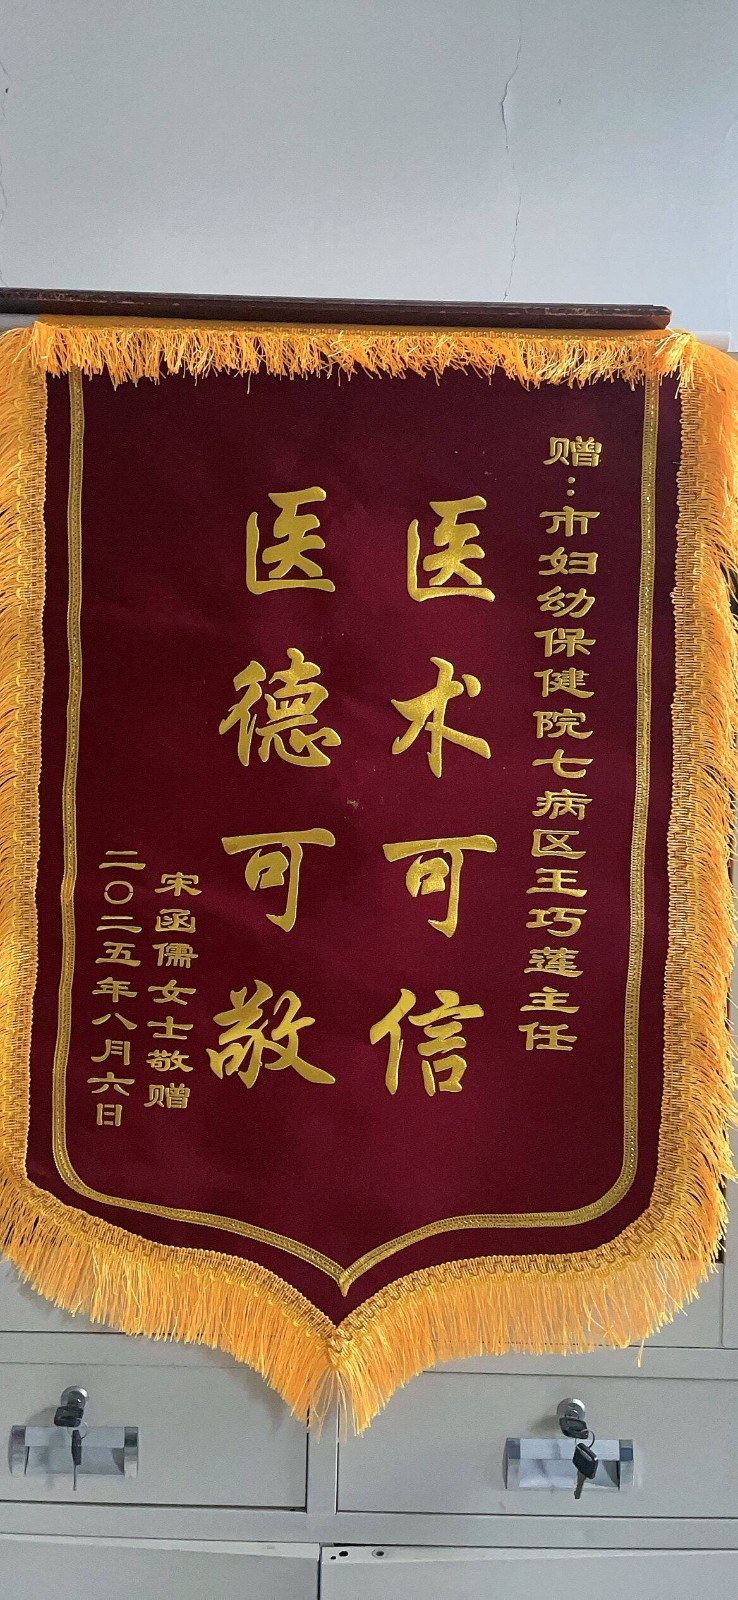 赠：市妇幼保健院七病区王巧莲主任
医术可信
医德可敬
宋函儒女士敬赠
二〇二五年八月六日